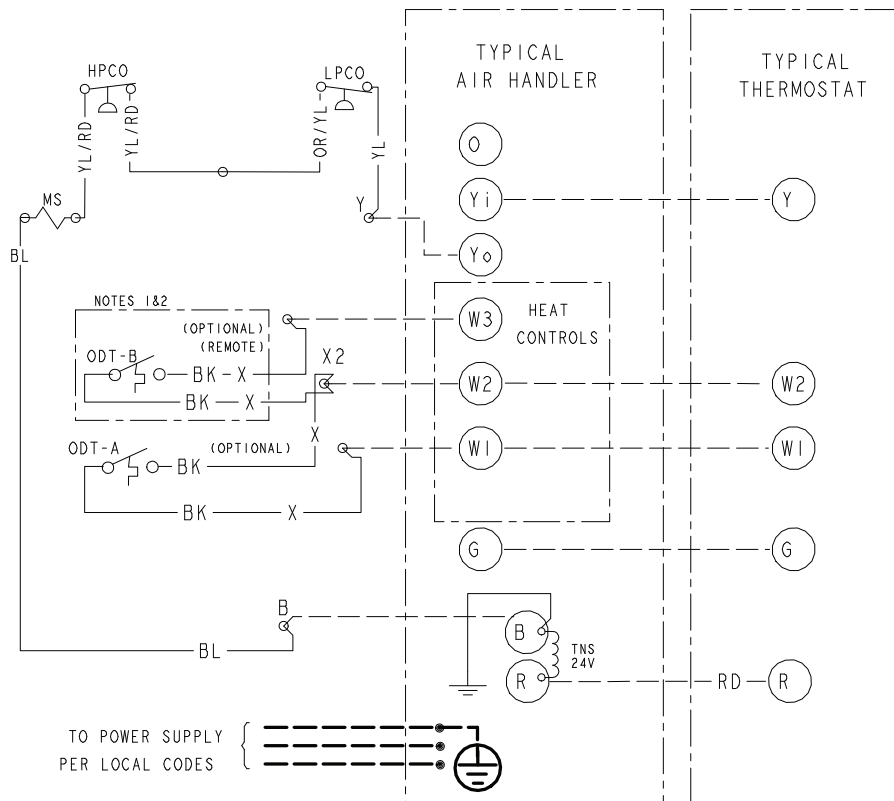 TYPICAL
AIR HANDLER
TYPICAL
THERMOSTAT
HPCO
LPCO
YL/RD
YL/RD
OR/YL
YL
O
Yi
Y
MS
Y
Yo
BL
NOTES 1&2
(OPTIONAL)
(REMOTE)
W3
HEAT
CONTROLS
ODT-B
BK-X
X2
BK X
W2
W2
X
ODT-A
(OPTIONAL)
BK
W1
W1
BK X
G
G
B
B
TNS
24V
BL
R
RD
R
TO POWER SUPPLY
PER LOCAL CODES